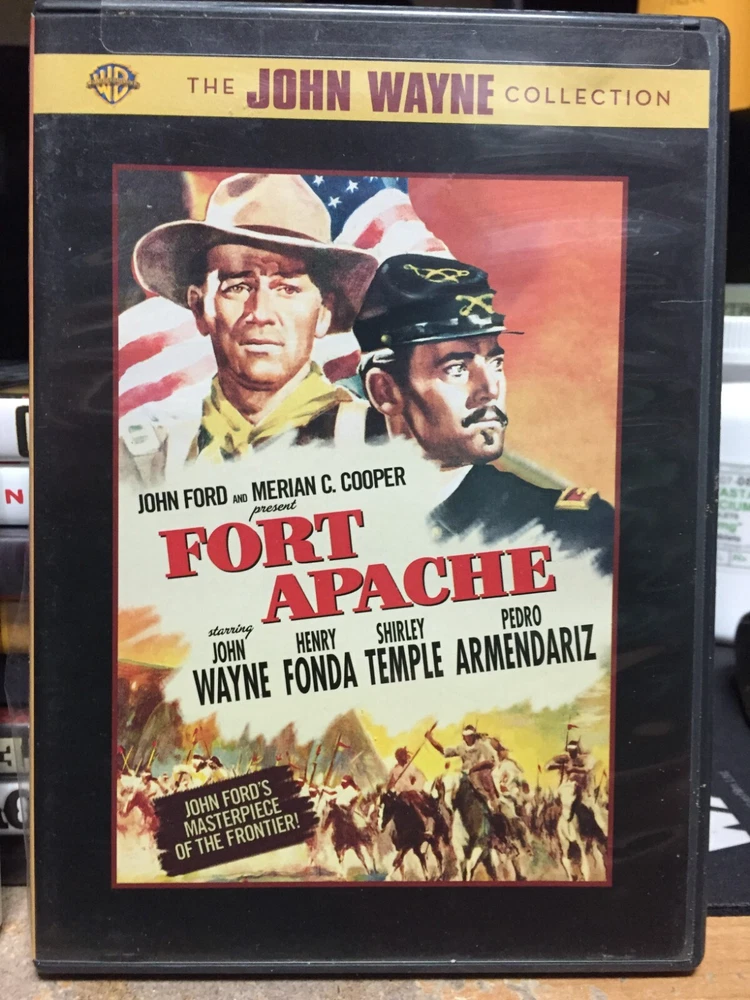 WB
THE JOHN WAYNE COLLECTION
JOHN FORD AND MERIAN C. COOPER
present
FORT
APACHE
starring
JOHN WAYNE
HENRY FONDA
SHIRLEY TEMPLE
PEDRO ARMENDARIZ
JOHN FORD'S
MASTERPIECE
OF THE FRONTIER!
N